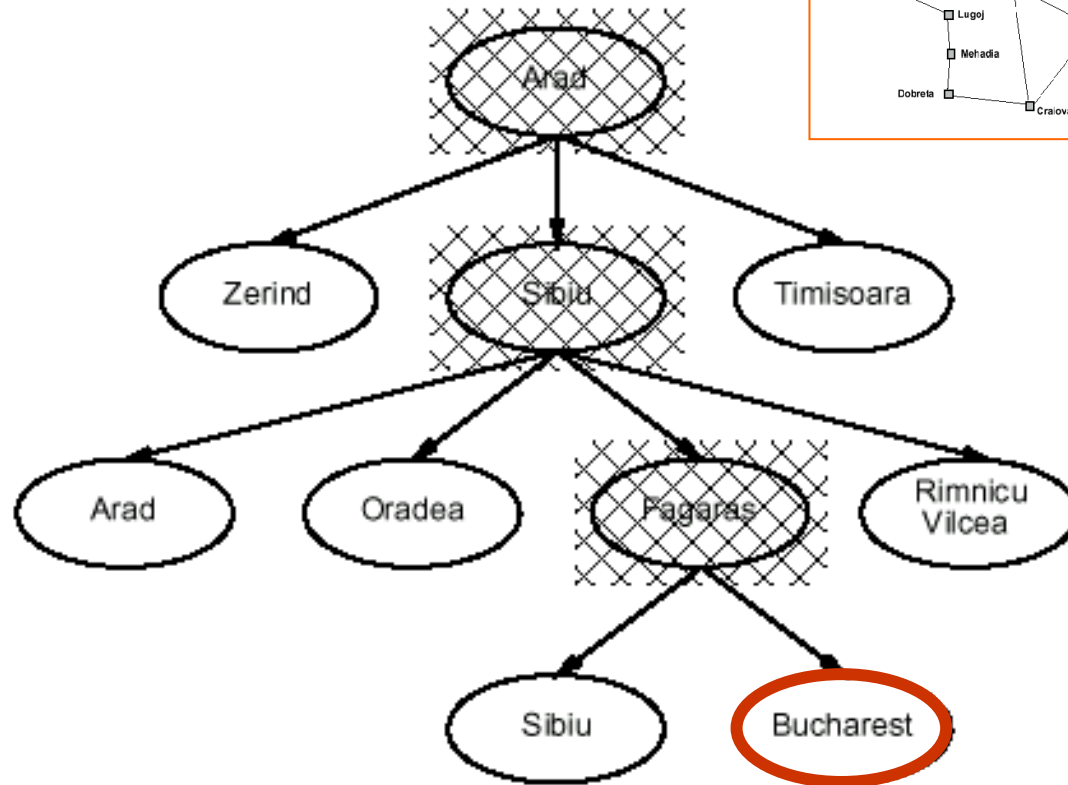 Lugoj
Mehadia
Dobreta
Craiova
Arad
Zerind
Sibiu
Timisoara
Arad
Oradea
Fagaras
Rimnicu
Vilcea
Sibiu
Bucharest